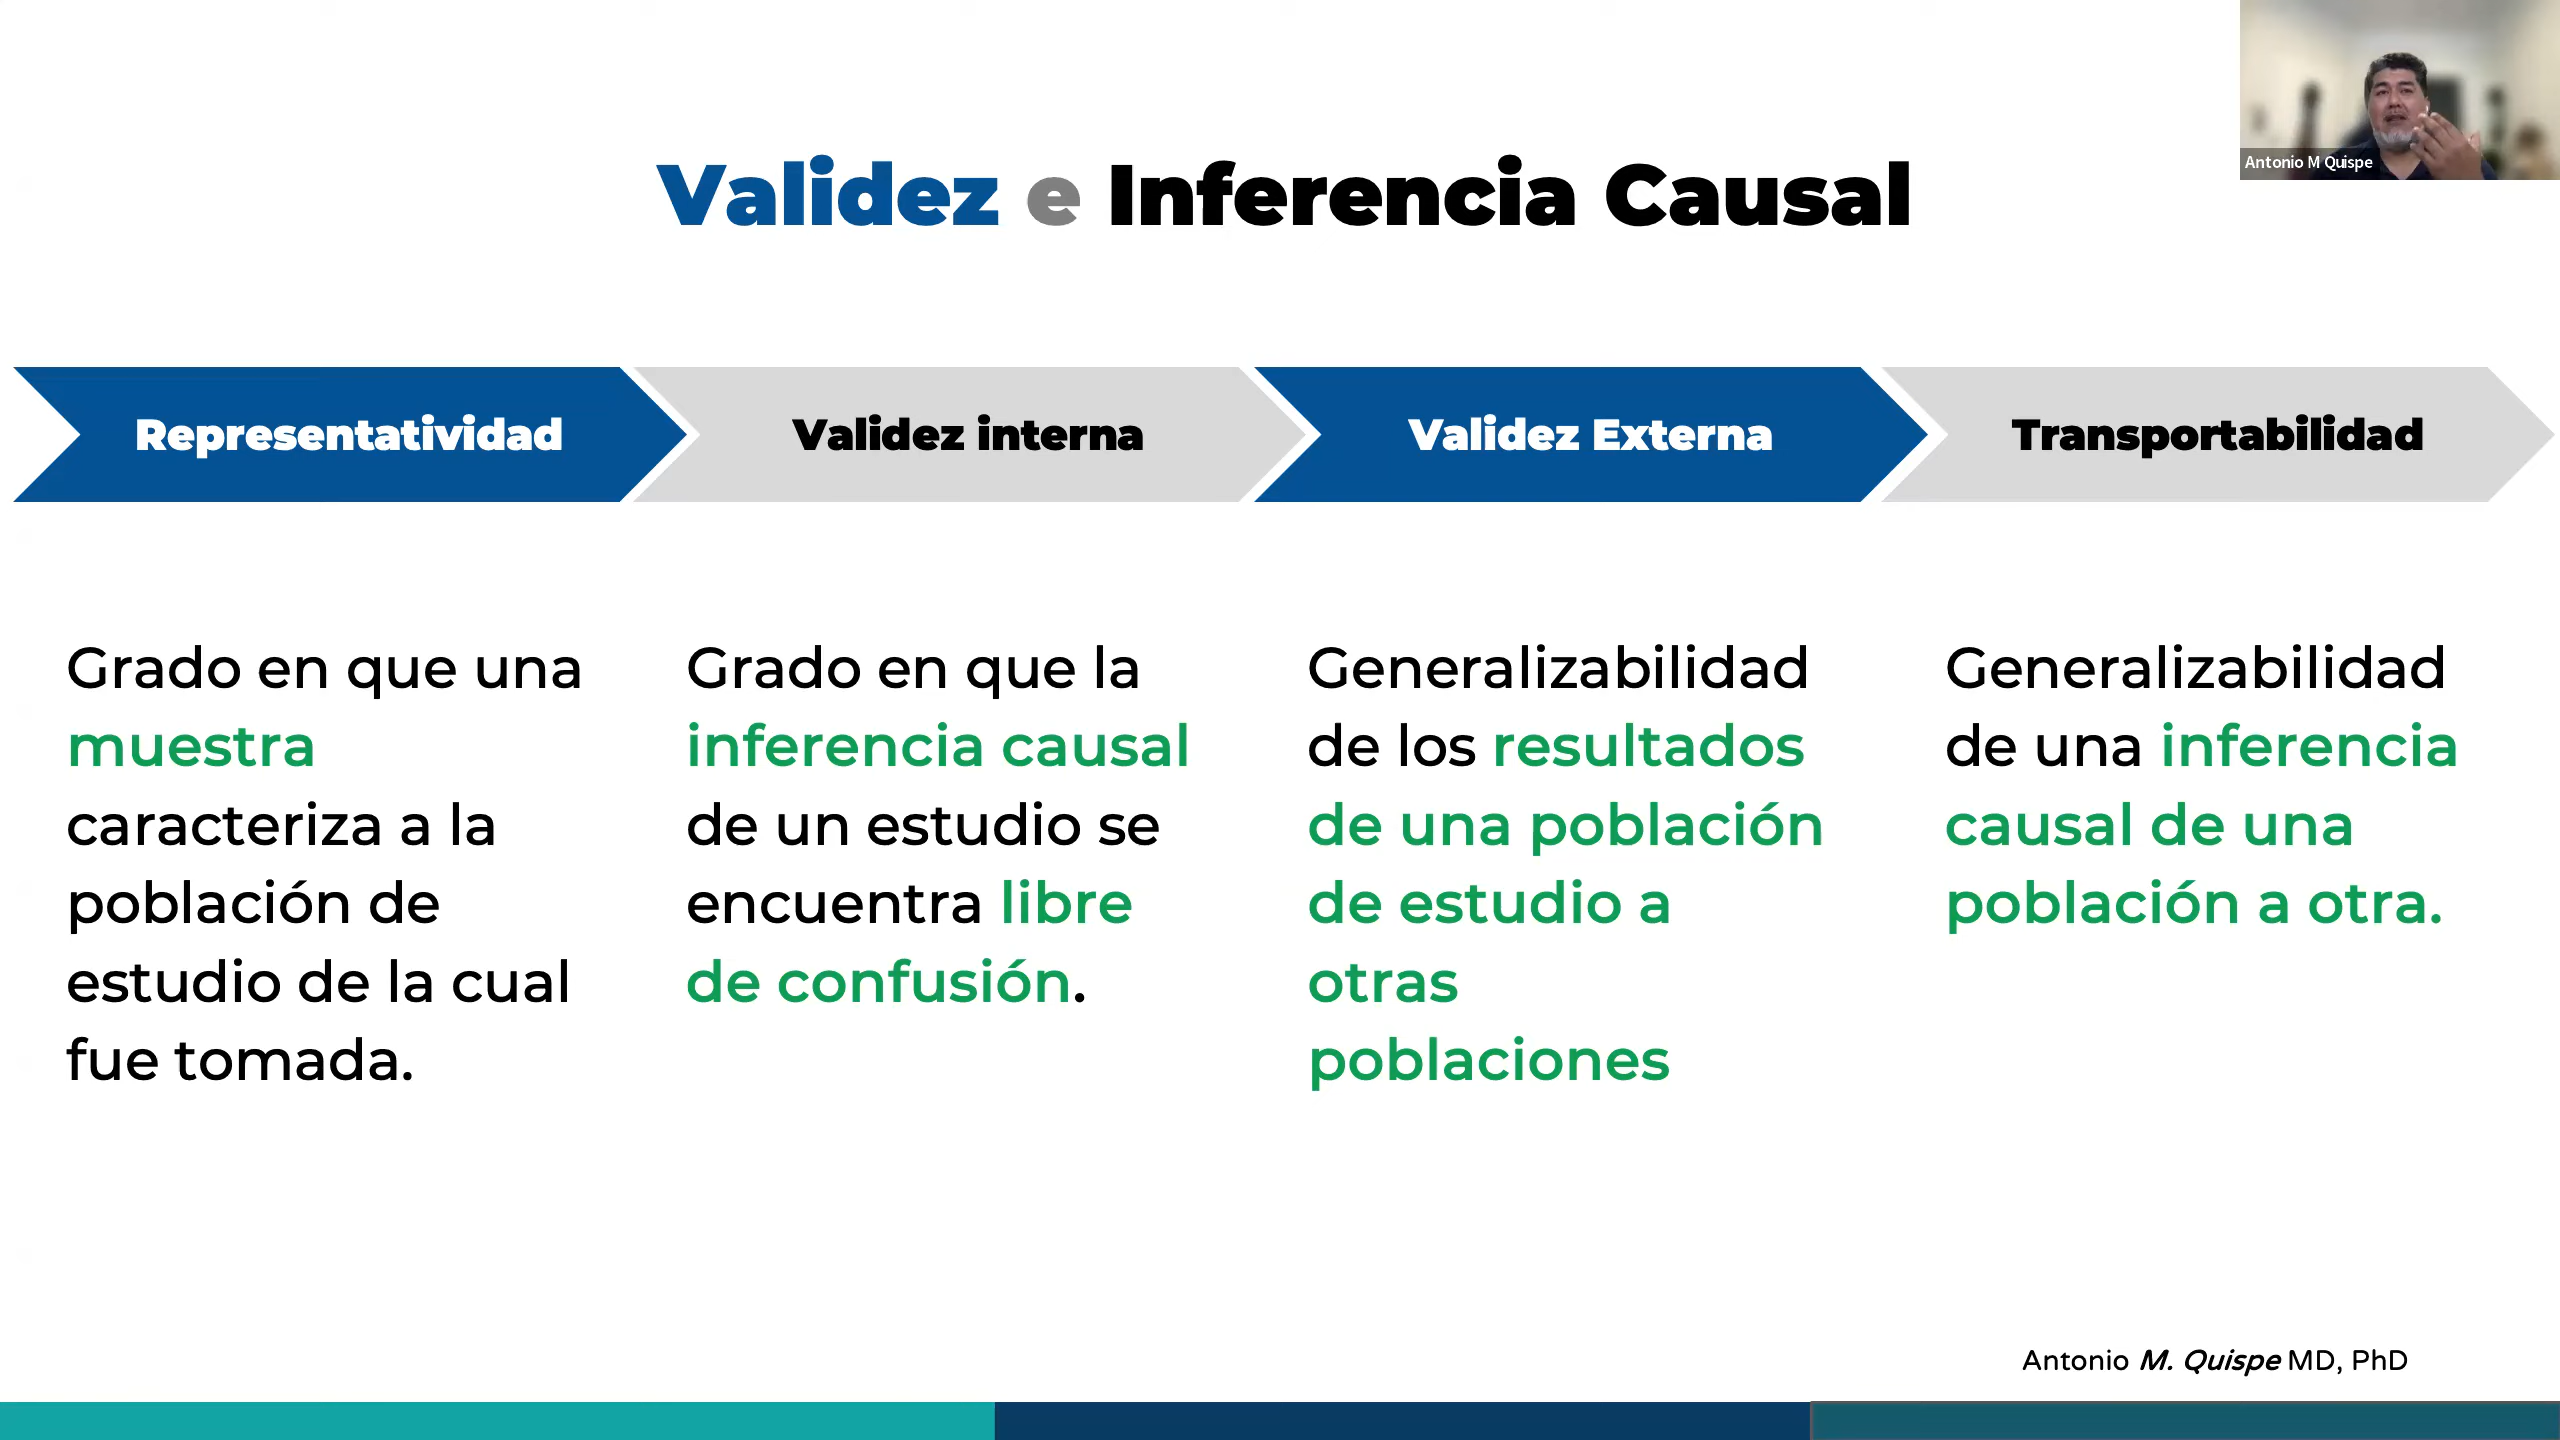 Antonio M Quispe
Validez e Inferencia Causal
Representatividad
Validez interna
Validez Externa
Transportabilidad
Grado en que una
muestra
caracteriza a la
población de
estudio de la cual
fue tomada.
Grado en que la
inferencia causal
de un estudio se
encuentra libre
de confusión.
Generalizabilidad
de los resultados
de una población
de estudio a
otras
poblaciones
Generalizabilidad
de una inferencia
causal de una
población a otra.
Antonio M. Quispe MD, PhD